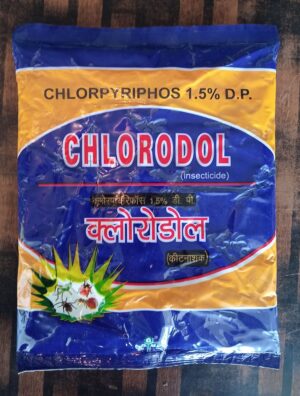 CHLORPYRIPHOS 1.5% D.P.
CHLORODOL
(Insecticide)
क्लोरपायरीफॉस 1.5% डी. पी.
क्लोरोडोल
(कीटनाशक)